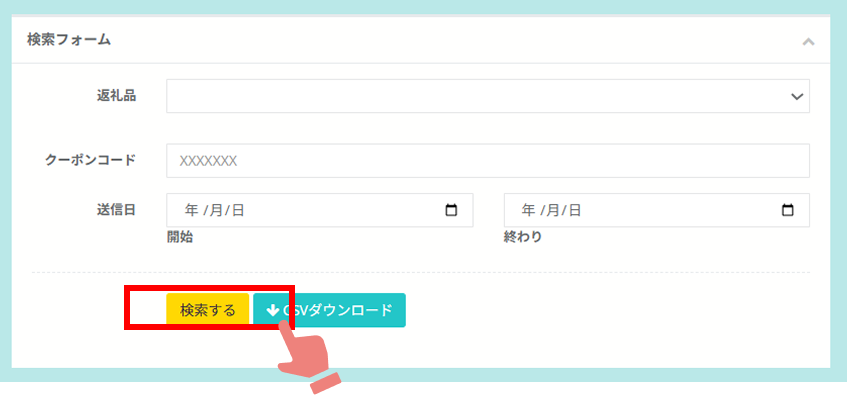 検索フォーム
返礼品
クーポンコード XXXXXXX
送信日 年 /月/日 年 /月/日
開始 終わり
検索する CSVダウンロード